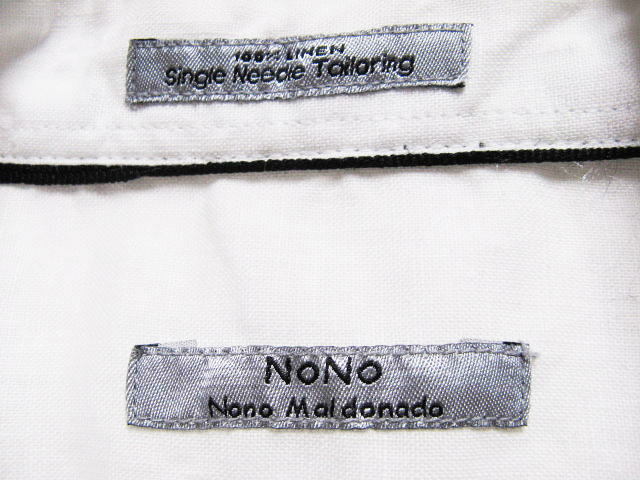 100% LINEN
Single Needle Tailoring
NoNo
Nono Maldonado